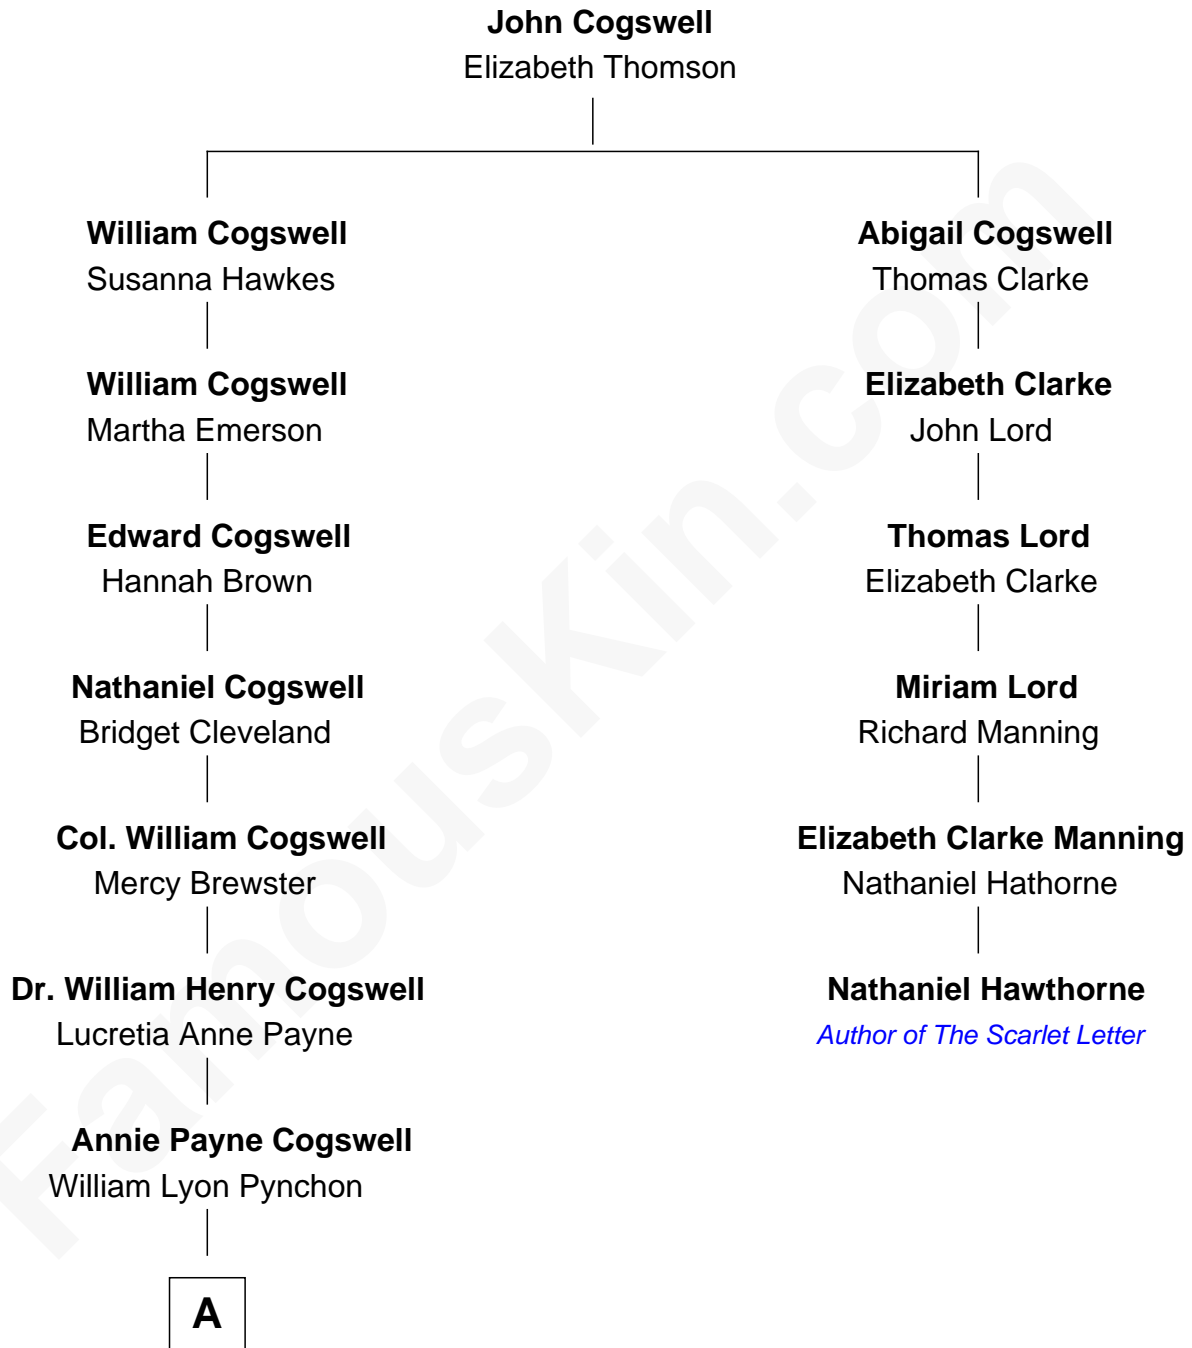 John Cogswell
Elizabeth Thomson
William Cogswell
Susanna Hawkes
William Cogswell
Martha Emerson
Edward Cogswell
Hannah Brown
Nathaniel Cogswell
Bridget Cleveland
Col. William Cogswell
Mercy Brewster
Dr. William Henry Cogswell
Lucretia Anne Payne
Annie Payne Cogswell
William Lyon Pynchon
A
Abigail Cogswell
Thomas Clarke
Elizabeth Clarke
John Lord
Thomas Lord
Elizabeth Clarke
Miriam Lord
Richard Manning
Elizabeth Clarke Manning
Nathaniel Hathorne
Nathaniel Hawthorne
Author of The Scarlet Letter
FamousKin.com